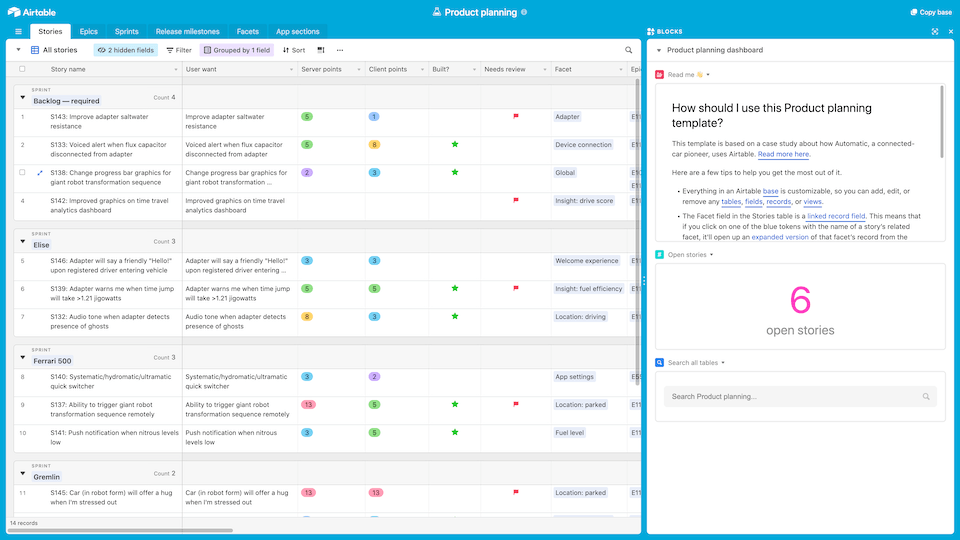 Airtable
Product planning
Copy base
Stories
Epics
Sprints
Release milestones
Facets
App sections
BLOCKS
All stories
2 hidden fields
Filter
Grouped by 1 field
Sort
Story name
User want
Server points
Client points
Built?
Needs review
Facet
SPRINT
Backlog — required
Count 4
1 S143: Improve adapter saltwater resistance
Improve adapter saltwater resistance
5
1
Adapter
2 S133: Voiced alert when flux capacitor disconnected from adapter
Voiced alert when flux capacitor disconnected from adapter
5
8
Device connection
S138: Change progress bar graphics for giant robot transformation sequence
Change progress bar graphics for giant robot transformation ...
2
3
Global
4 S142: Improved graphics on time travel analytics dashboard
Improved graphics on time travel analytics dashboard
Insight: drive score
SPRINT
Elise
Count 3
5 S146: Adapter will say a friendly "Hello!" upon registered driver entering vehicle
Adapter will say a friendly "Hello!" upon registered driver entering ...
3
3
Welcome experience
6 S139: Adapter warns me when time jump will take >1.21 jigowatts
Adapter warns me when time jump will take >1.21 jigowatts
5
5
Insight: fuel efficiency
7 S132: Audio tone when adapter detects presence of ghosts
Audio tone when adapter detects presence of ghosts
8
3
Location: driving
SPRINT
Ferrari 500
Count 3
8 S140: Systematic/hydromatic/ultramatic quick switcher
Systematic/hydromatic/ultramatic quick switcher
3
2
App settings
9 S137: Ability to trigger giant robot transformation sequence remotely
Ability to trigger giant robot transformation sequence remotely
13
5
Location: parked
10 S141: Push notification when nitrous levels low
Push notification when nitrous levels low
3
5
Fuel level
SPRINT
Gremlin
Count 2
11 S145: Car (in robot form) will offer a hug when I'm stressed out
Car (in robot form) will offer a hug when I'm stressed out
13
13
Location: parked
14 records
Product planning dashboard
Read me
How should I use this Product planning
template?
This template is based on a case study about how Automatic, a connected-
car pioneer, uses Airtable. Read more here.
Here are a few tips to help you get the most out of it.
• Everything in an Airtable base is customizable, so you can add, edit, or
remove any tables, fields, records, or views.
• The Facet field in the Stories table is a linked record field. This means that
if you click on one of the blue tokens with the name of a story's related
facet, it'll open up an expanded version of that facet's record from the
Open stories
6
open stories
Search all tables
Search Product planning...